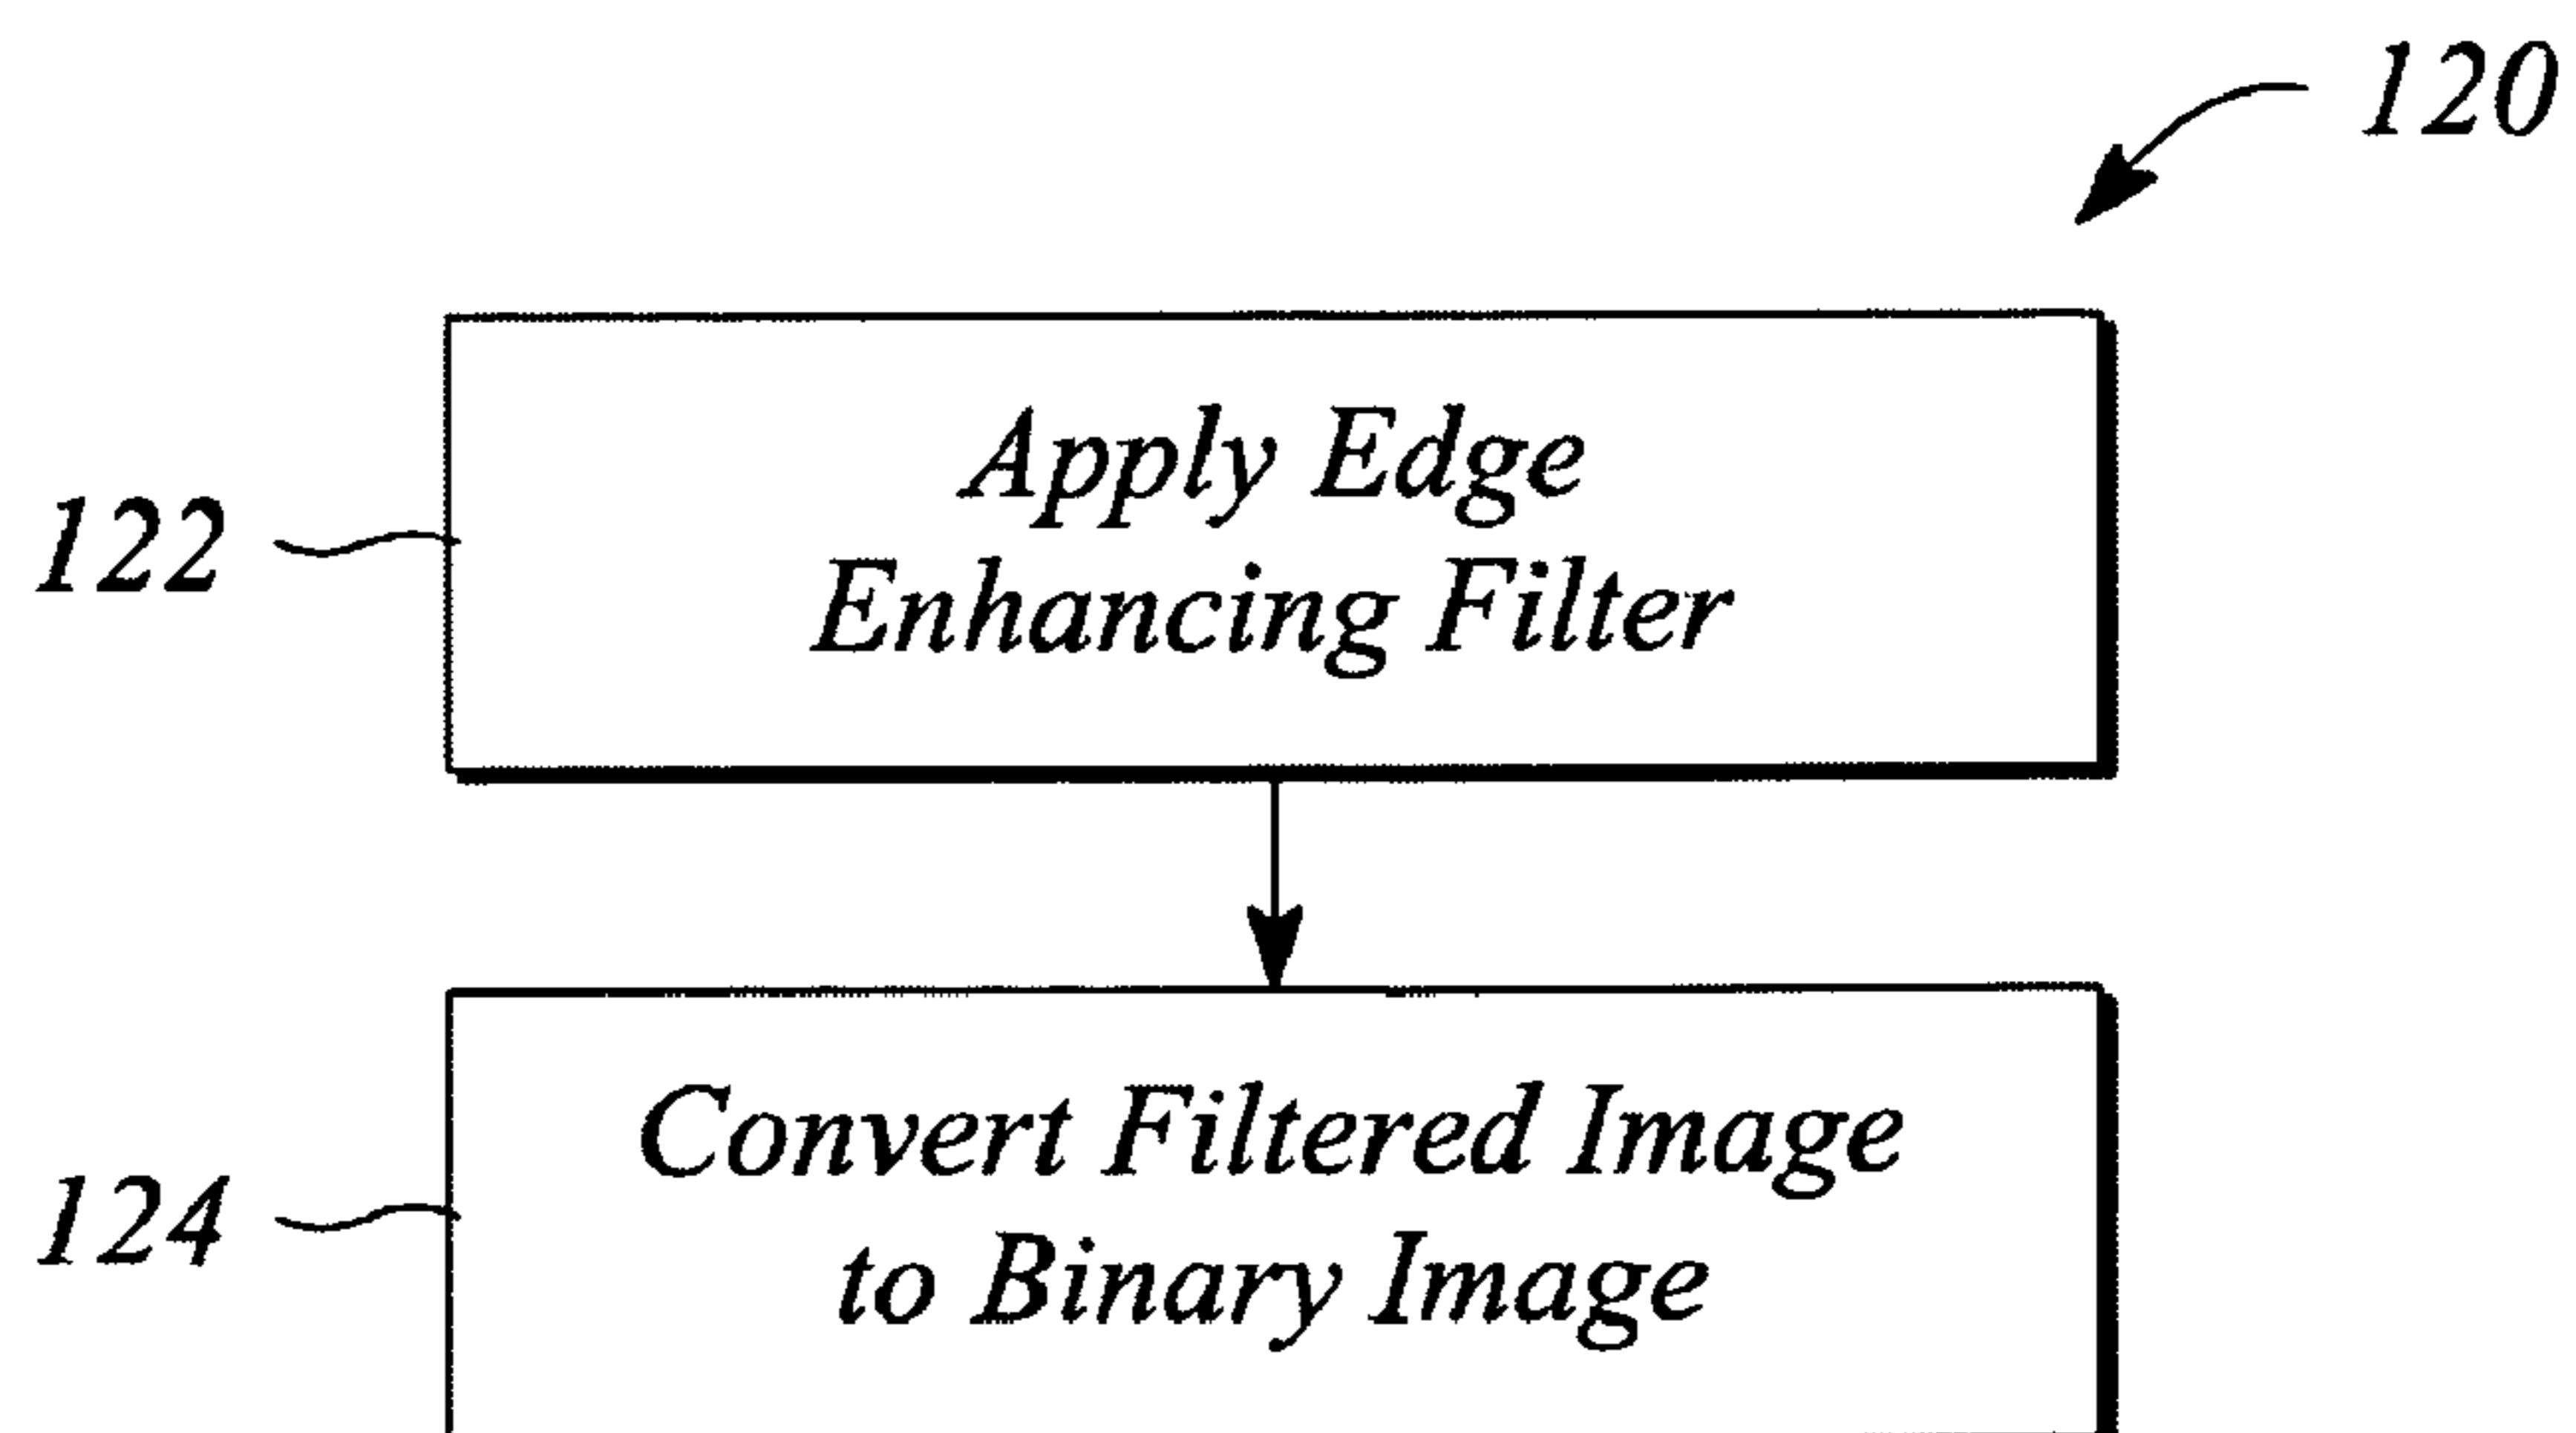 120
Apply Edge
122
Enhancing Filter
Convert Filtered Image
124
to Binary Image